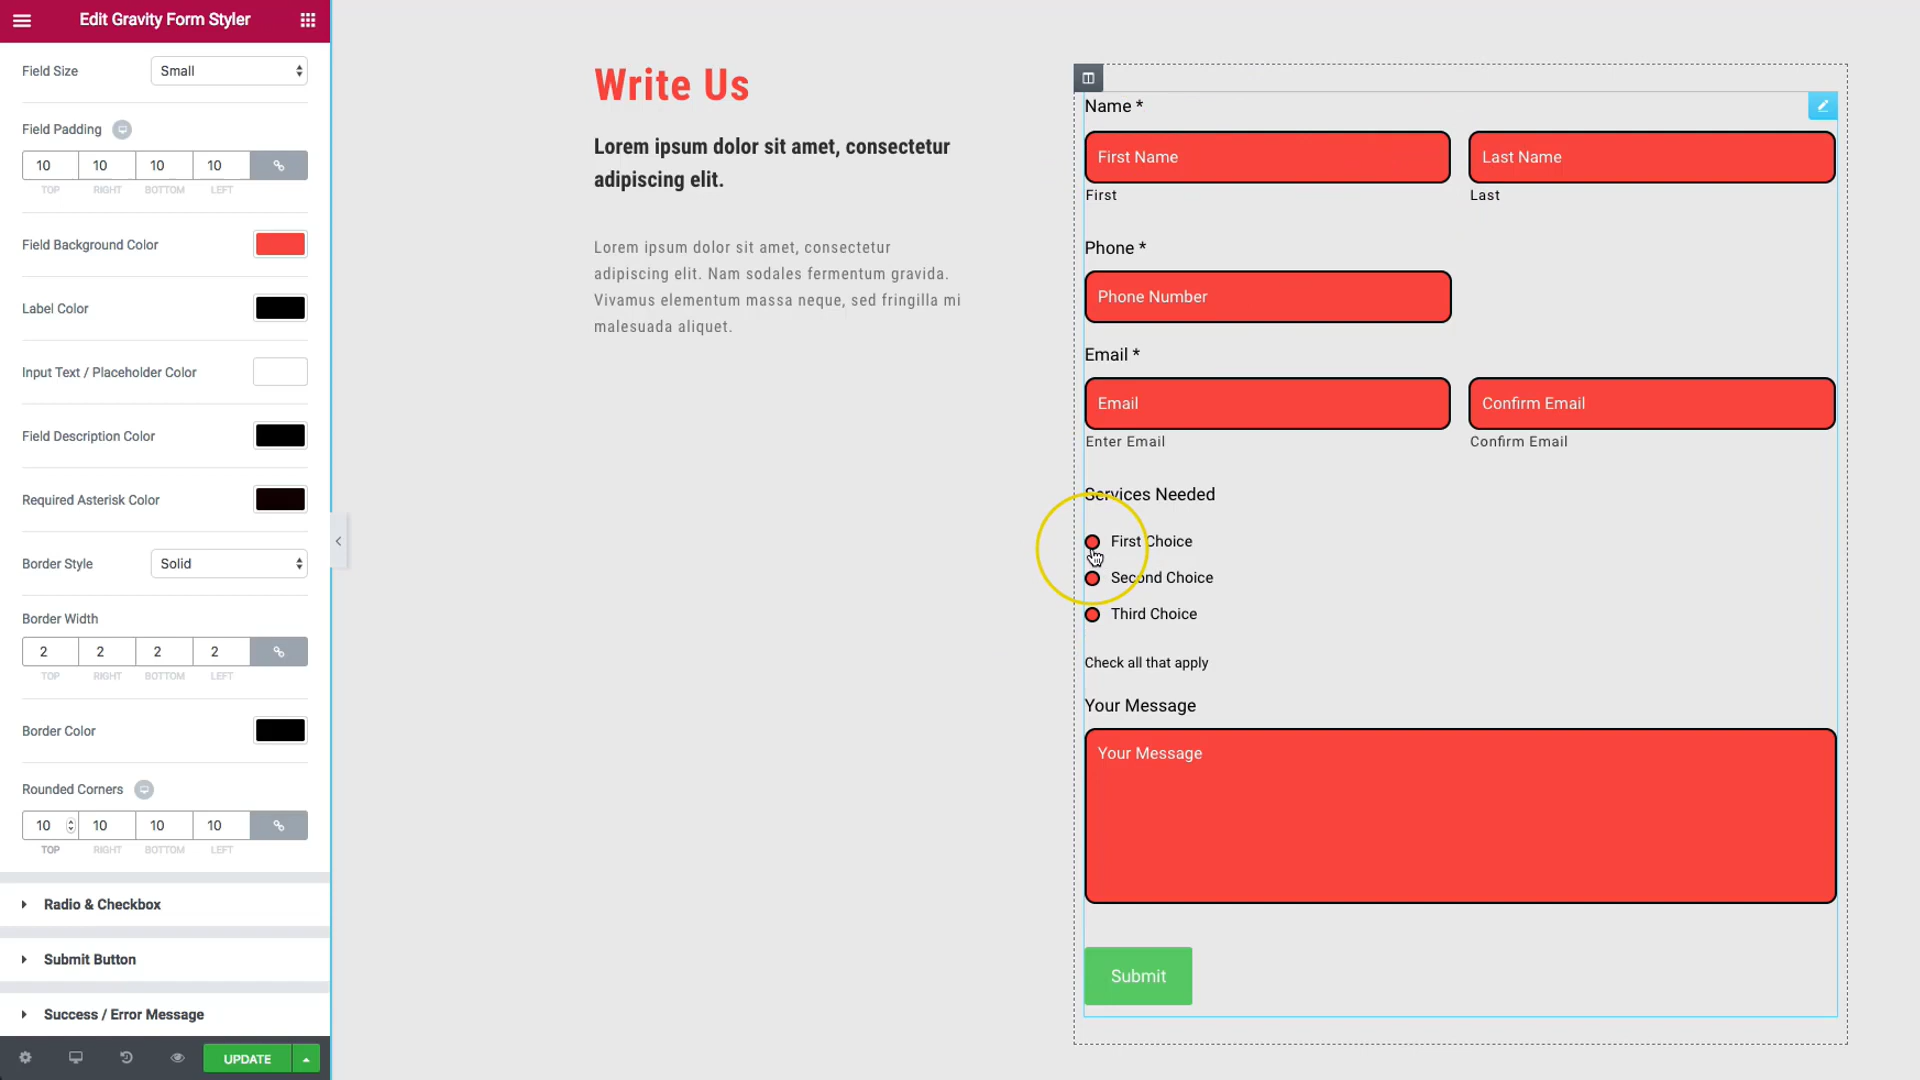 Edit Gravity Form Styler
Field Size
Small
Field Padding
10 10 10 10
TOP RIGHT BOTTOM LEFT
Field Background Color
Label Color
Input Text / Placeholder Color
Field Description Color
Required Asterisk Color
Border Style
Solid
Border Width
2 2 2 2
TOP RIGHT BOTTOM LEFT
Border Color
Rounded Corners
10 10 10 10
TOP RIGHT BOTTOM LEFT
Radio & Checkbox
Submit Button
Success / Error Message
UPDATE
Write Us
Lorem ipsum dolor sit amet, consectetur
adipiscing elit.
Lorem ipsum dolor sit amet, consectetur
adipiscing elit. Nam sodales fermentum gravida.
Vivamus elementum massa neque, sed fringilla mi
malesuada aliquet.
Name *
First Name
Last Name
First
Last
Phone *
Phone Number
Email *
Email
Confirm Email
Enter Email
Confirm Email
Services Needed
First Choice
Second Choice
Third Choice
Check all that apply
Your Message
Your Message
Submit